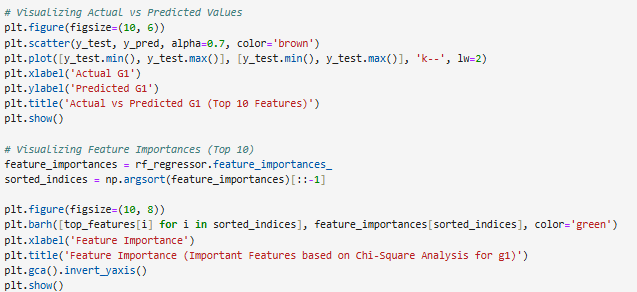 # Visualizing Actual vs Predicted Values
plt.figure(figsize=(10, 6))
plt.scatter(y_test, y_pred, alpha=0.7, color='brown')
plt.plot([y_test.min(), y_test.max()], [y_test.min(), y_test.max()], 'k--', lw=2)
plt.xlabel('Actual G1')
plt.ylabel('Predicted G1')
plt.title('Actual vs Predicted G1 (Top 10 Features)')
plt.show()

# Visualizing Feature Importances (Top 10)
feature_importances = rf_regressor.feature_importances_
sorted_indices = np.argsort(feature_importances)[::-1]

plt.figure(figsize=(10, 8))
plt.barh([top_features[i] for i in sorted_indices], feature_importances[sorted_indices], color='green')
plt.xlabel('Feature Importance')
plt.title('Feature Importance (Important Features based on Chi-Square Analysis for g1)')
plt.gca().invert_yaxis()
plt.show()